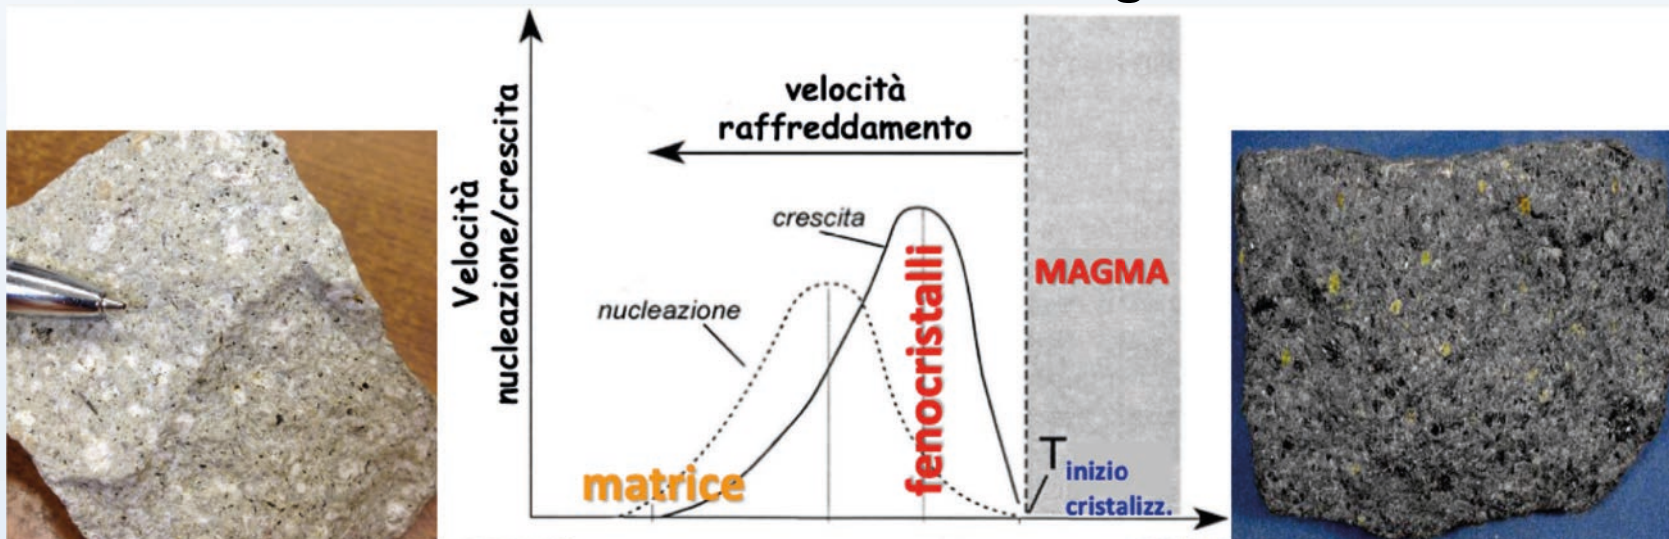 velocità
raffreddamento
Velocità
nucleazione/crescita
crescita
nucleazione
fenocristalli
MAGMA
matrice
T
inizio
cristalizz.